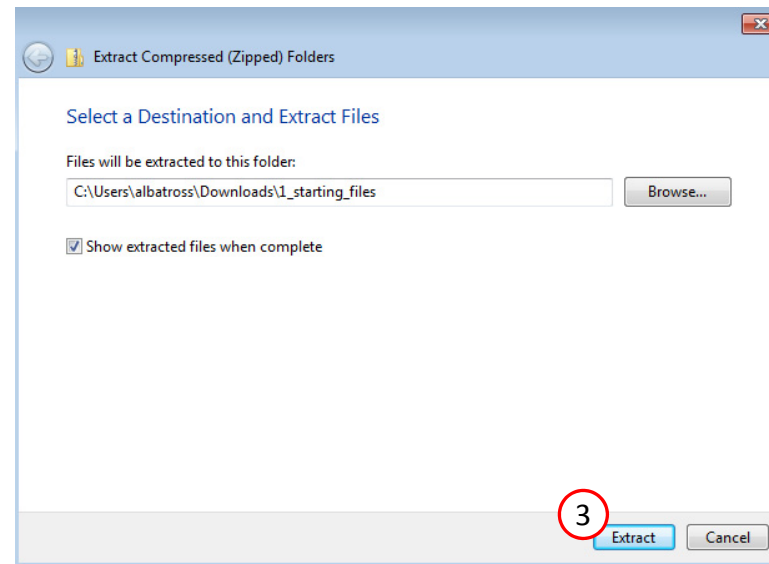 Extract Compressed (Zipped) Folders
Select a Destination and Extract Files
Files will be extracted to this folder:
C:\Users\albatross\Downloads\1_starting_files
Browse...
Show extracted files when complete
3
Extract
Cancel